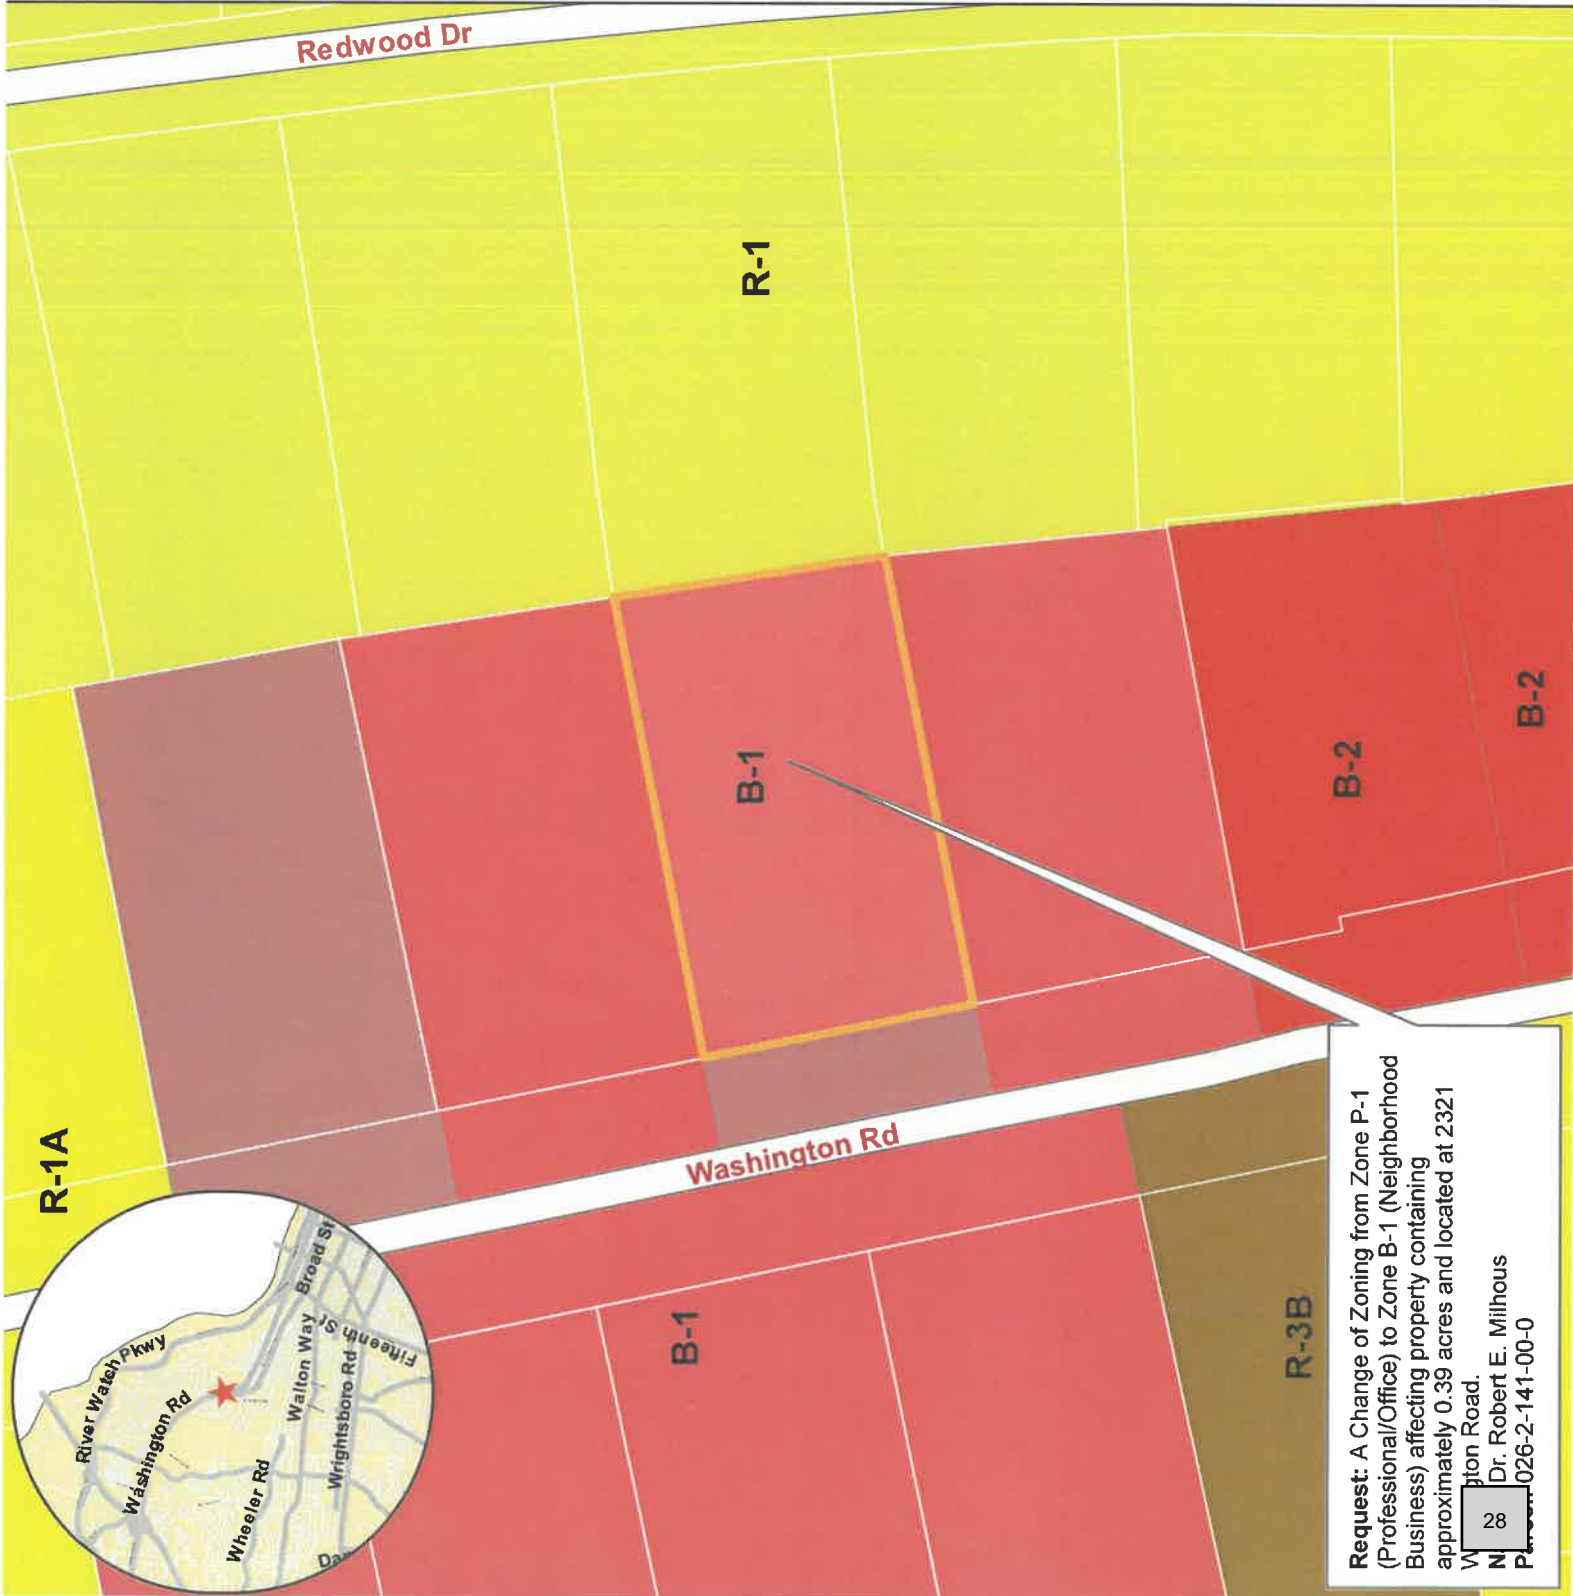 Redwood Dr
R-1
R-1A
B-1
B-2
B-2
Washington Rd
B-1
R-3B
River Watch Pkwy
Washington Rd
Broad St
Walton Way
Fifteenth St
Wheeler Rd
Wrightsboro Rd
Request: A Change of Zoning from Zone P-1
(Professional/Office) to Zone B-1 (Neighborhood
Business) affecting property containing
approximately 0.39 acres and located at 2321
gton Road.
Dr. Robert E. Milhous
026-2-141-00-0
28